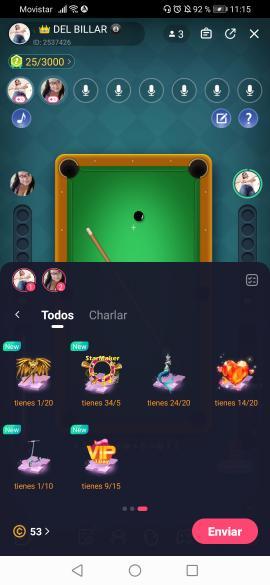 Movistar 92 % 11:15
DEL BILLAR
ID: 2537426
3
25/3000 >
?
1 2
< Todos Charlar
New New
StarMaker
tienes 1/20 tienes 34/5 tienes 24/20 tienes 14/20
New New
VIP
tienes 1/10 tienes 9/15
C 53 > Enviar